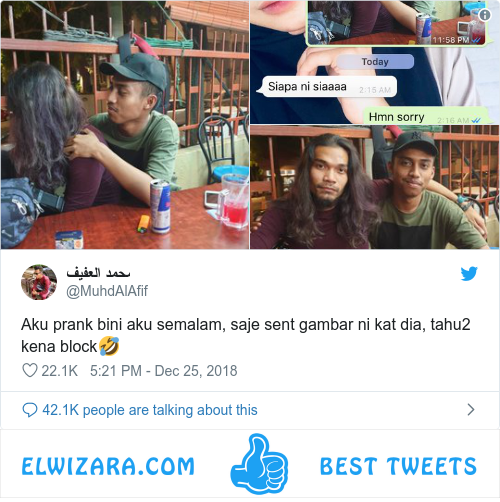 11:58 PM
Today
Siapa ni siaaaa
2:15 AM
Hmn sorry
2:16 AM
محمد العفيف
@MuhdAlAfif
Aku prank bini aku semalam, saje sent gambar ni kat dia, tahu2
kena block🤣
22.1K 5:21 PM - Dec 25, 2018
42.1K people are talking about this
ELWIZARA.COM BEST TWEETS